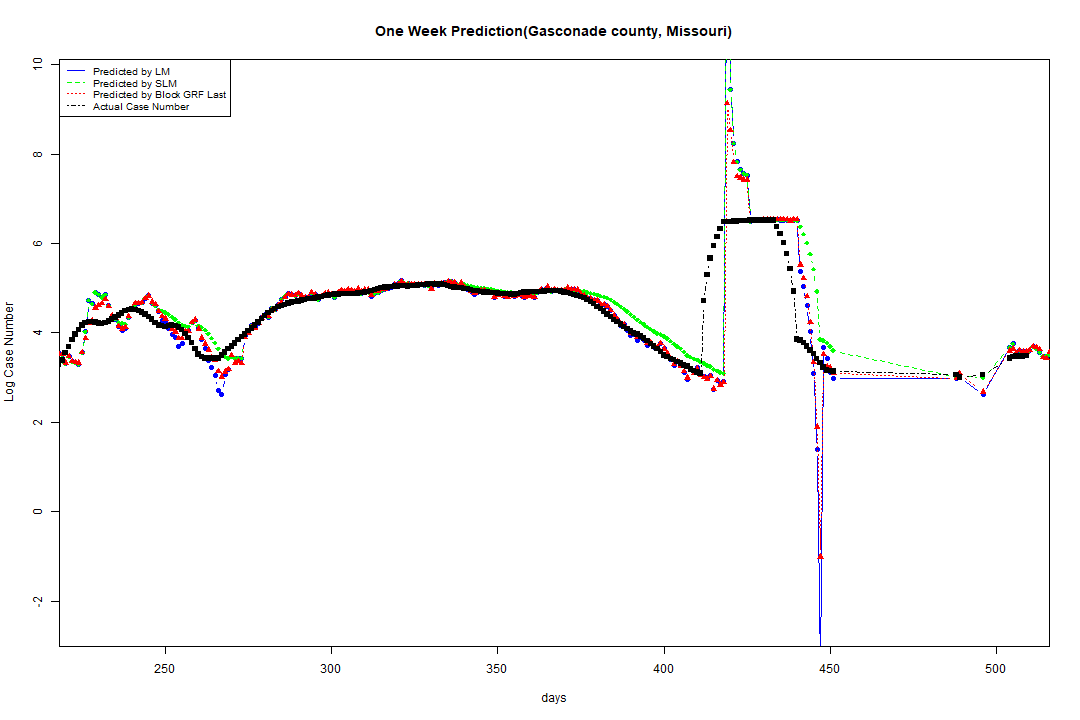 One Week Prediction(Gasconade county, Missouri)
Predicted by LM
Predicted by SLM
Predicted by Block GRF Last
Actual Case Number
10
8
6
4
2
0
-2
Log Case Number
250 300 350 400 450 500
days